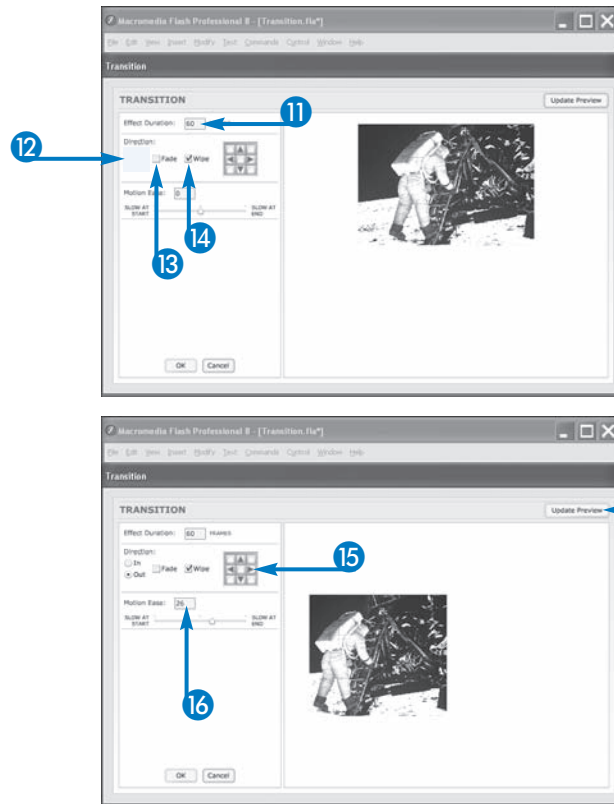 Macromedia Flash Professional 8 - [Transition.fla*]
File Edit View Insert Modify Text Commands Control Window Help
Transition
TRANSITION
Update Preview
Effect Duration: 60
11
Direction:
12
Fade Wipe
Motion Ease: 0
SLOW AT START
SLOW AT END
13
14
OK Cancel
Macromedia Flash Professional 8 - [Transition.fla*]
File Edit View Insert Modify Text Commands Control Window Help
Transition
TRANSITION
Update Preview
Effect Duration: 60 FRAMES
Direction:
In
Out Fade Wipe
15
Motion Ease: 26
SLOW AT START
SLOW AT END
16
OK Cancel